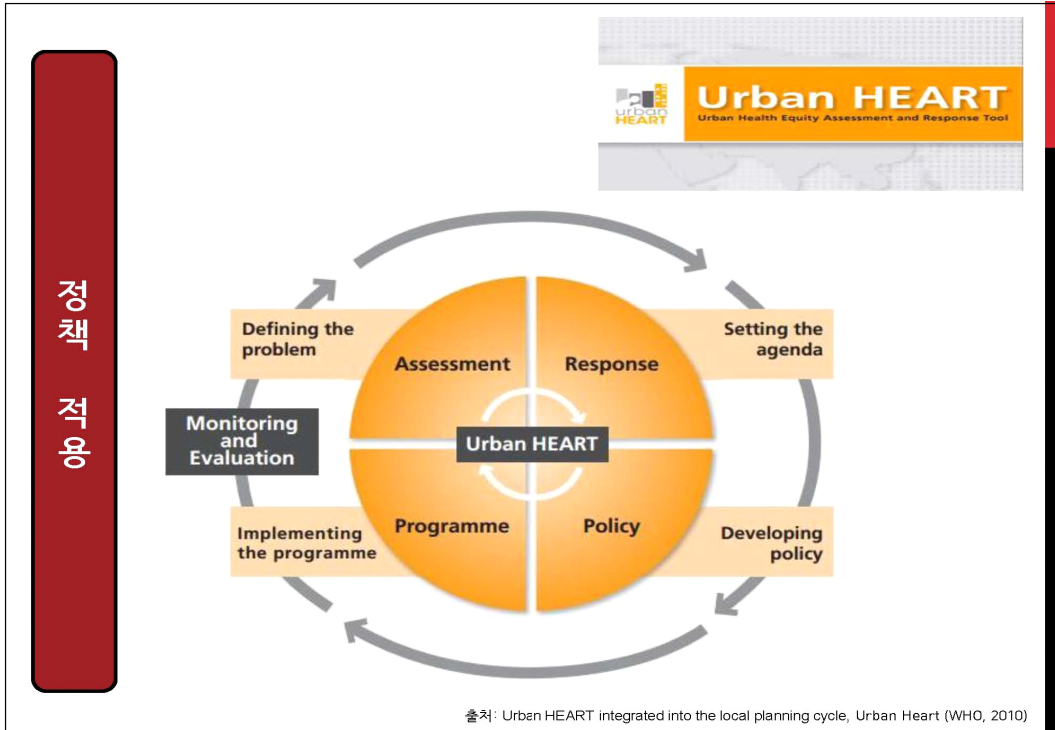 urban
HEART
Urban HEART
Urban Health Equity Assessment and Response Tool
정책 적용
Defining the
problem
Assessment
Response
Setting the
agenda
Monitoring
and
Evaluation
Urban HEART
Implementing
the programme
Programme
Policy
Developing
policy
출처: Urban HEART integrated into the local planning cycle, Urban Heart (WHO, 2010)